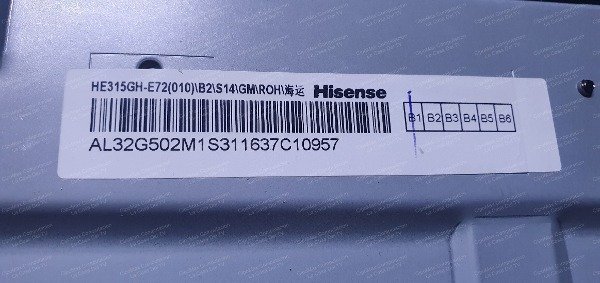 HE315GH-E72(010)\B2\S14\GM\ROH\海运 Hisense
B1 B2 B3 B4 B5 B6
AL32G502M1S311637C10957